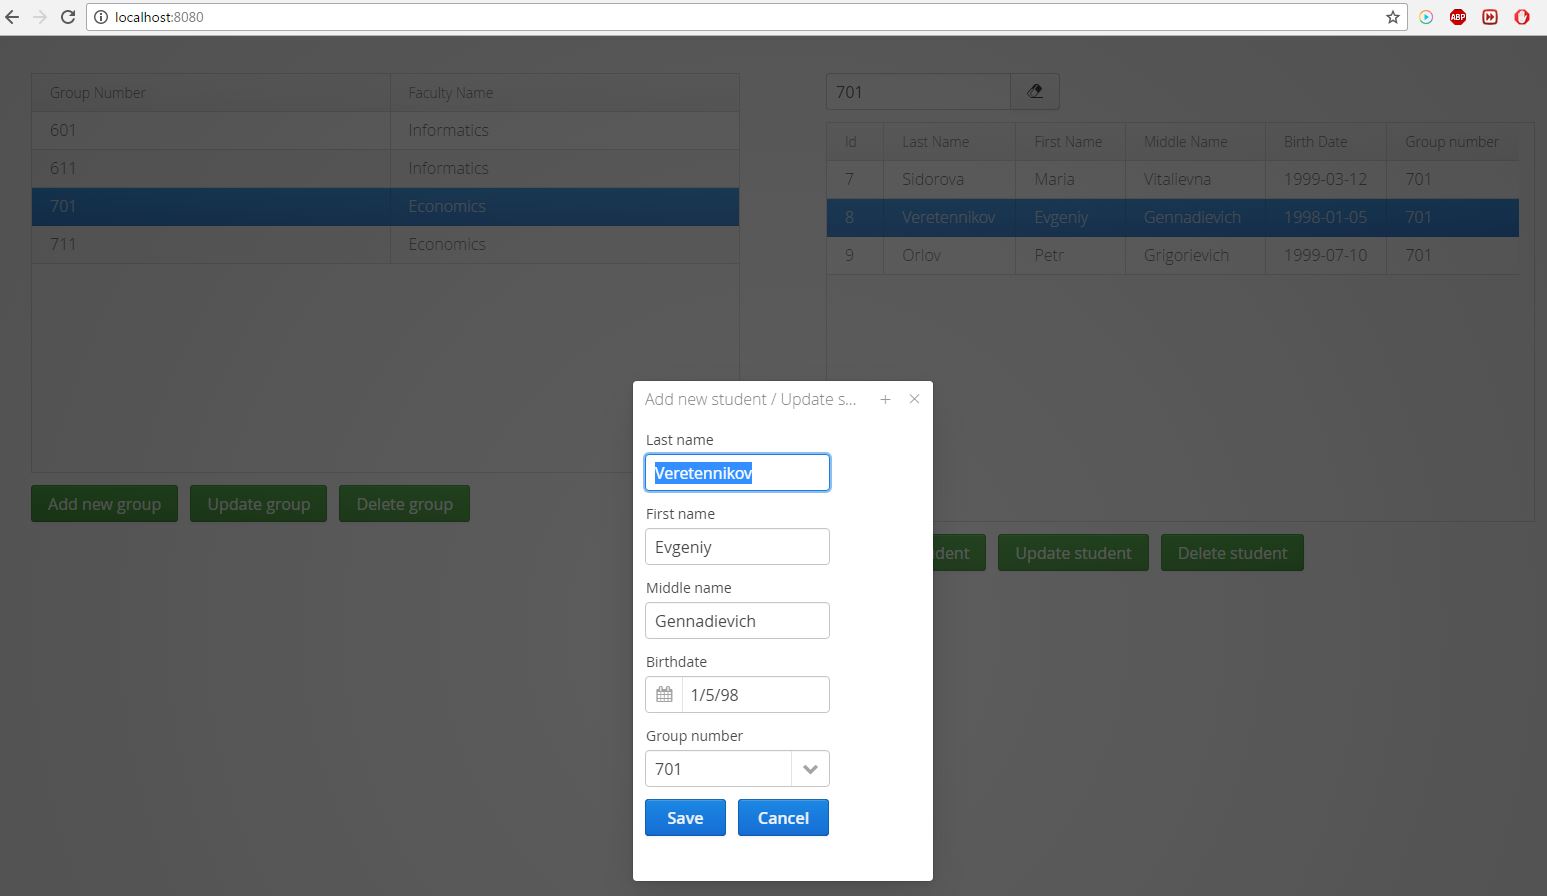 localhost:8080
ABP
Group Number Faculty Name
601 Informatics
611 Informatics
701 Economics
711 Economics
Add new group Update group Delete group
701
Id Last Name First Name Middle Name Birth Date Group number
7 Sidorova Maria Vitalievna 1999-03-12 701
8 Veretennikov Evgeniy Gennadievich 1998-01-05 701
9 Orlov Petr Grigorievich 1999-07-10 701
dent Update student Delete student
Add new student / Update s...
Last name
Veretennikov
First name
Evgeniy
Middle name
Gennadievich
Birthdate
1/5/98
Group number
701
Save Cancel